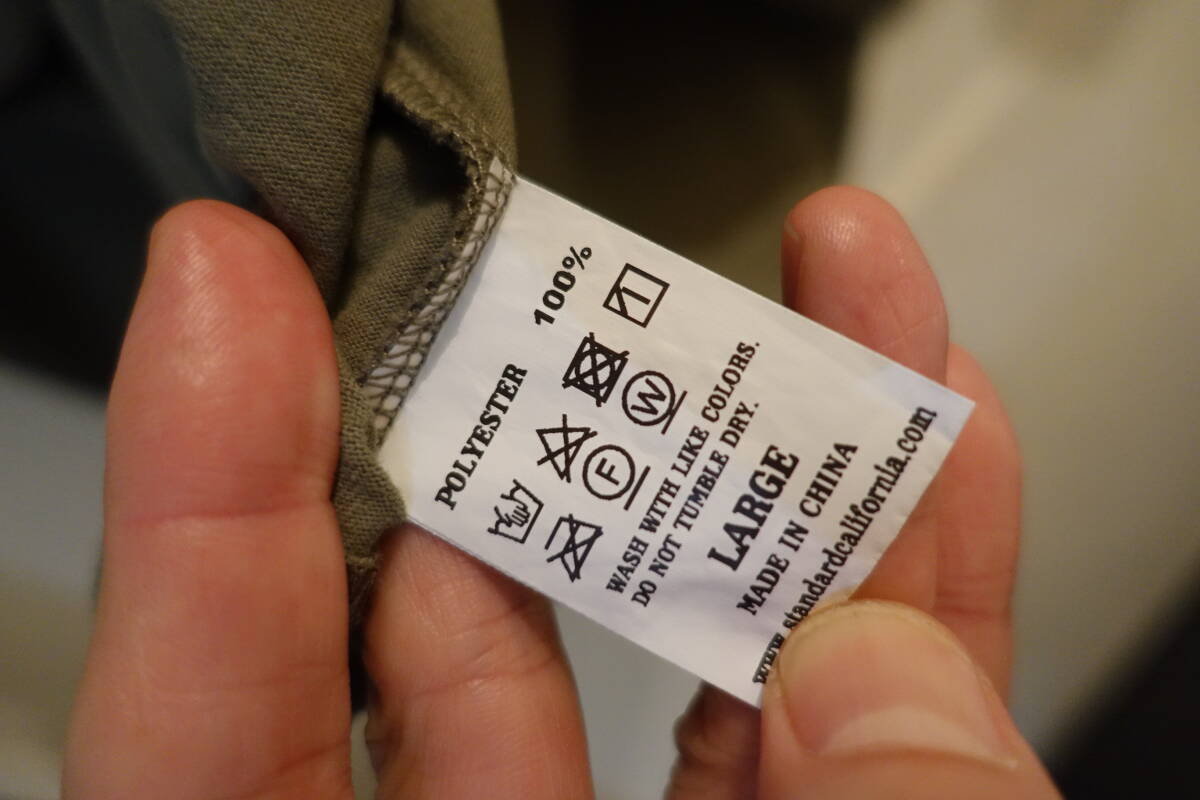 POLYESTER 100%
F W
WASH WITH LIKE COLORS.
DO NOT TUMBLE DRY.
LARGE
MADE IN CHINA
www.standardcalifornia.com